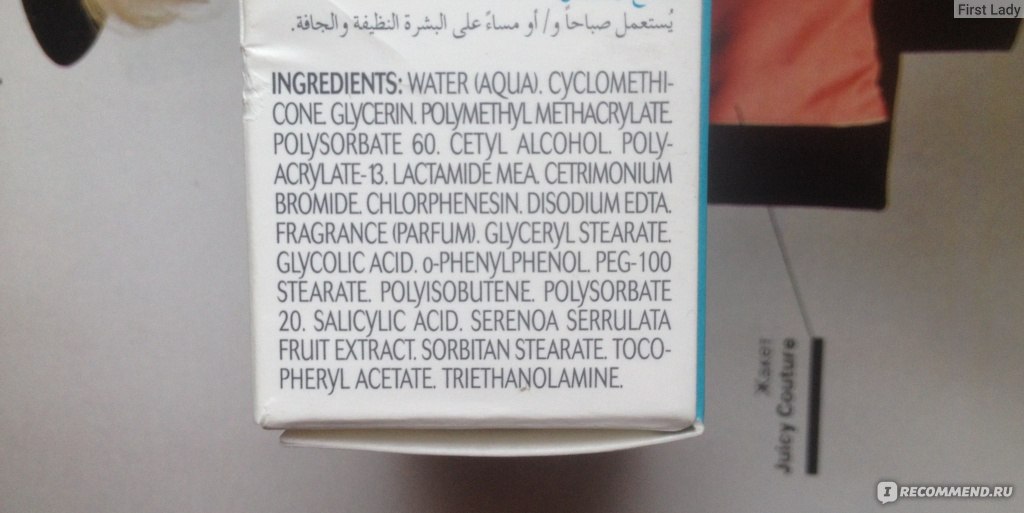 First Lady
يُستعمل صباحاً و/أو مساءً على البشرة النظيفة والجافة.
INGREDIENTS: WATER (AQUA). CYCLOMETHI-
CONE. GLYCERIN. POLYMETHYL METHACRYLATE.
POLYSORBATE 60. CETYL ALCOHOL. POLY-
ACRYLATE-13. LACTAMIDE MEA. CETRIMONIUM
BROMIDE. CHLORPHENESIN. DISODIUM EDTA.
FRAGRANCE (PARFUM). GLYCERYL STEARATE.
GLYCOLIC ACID. o-PHENYLPHENOL. PEG-100
STEARATE. POLYISOBUTENE. POLYSORBATE
20. SALICYLIC ACID. SERENOA SERRULATA
FRUIT EXTRACT. SORBITAN STEARATE. TOCO-
PHERYL ACETATE. TRIETHANOLAMINE.
Жакет
Juicy Couture
IRECOMMEND.RU